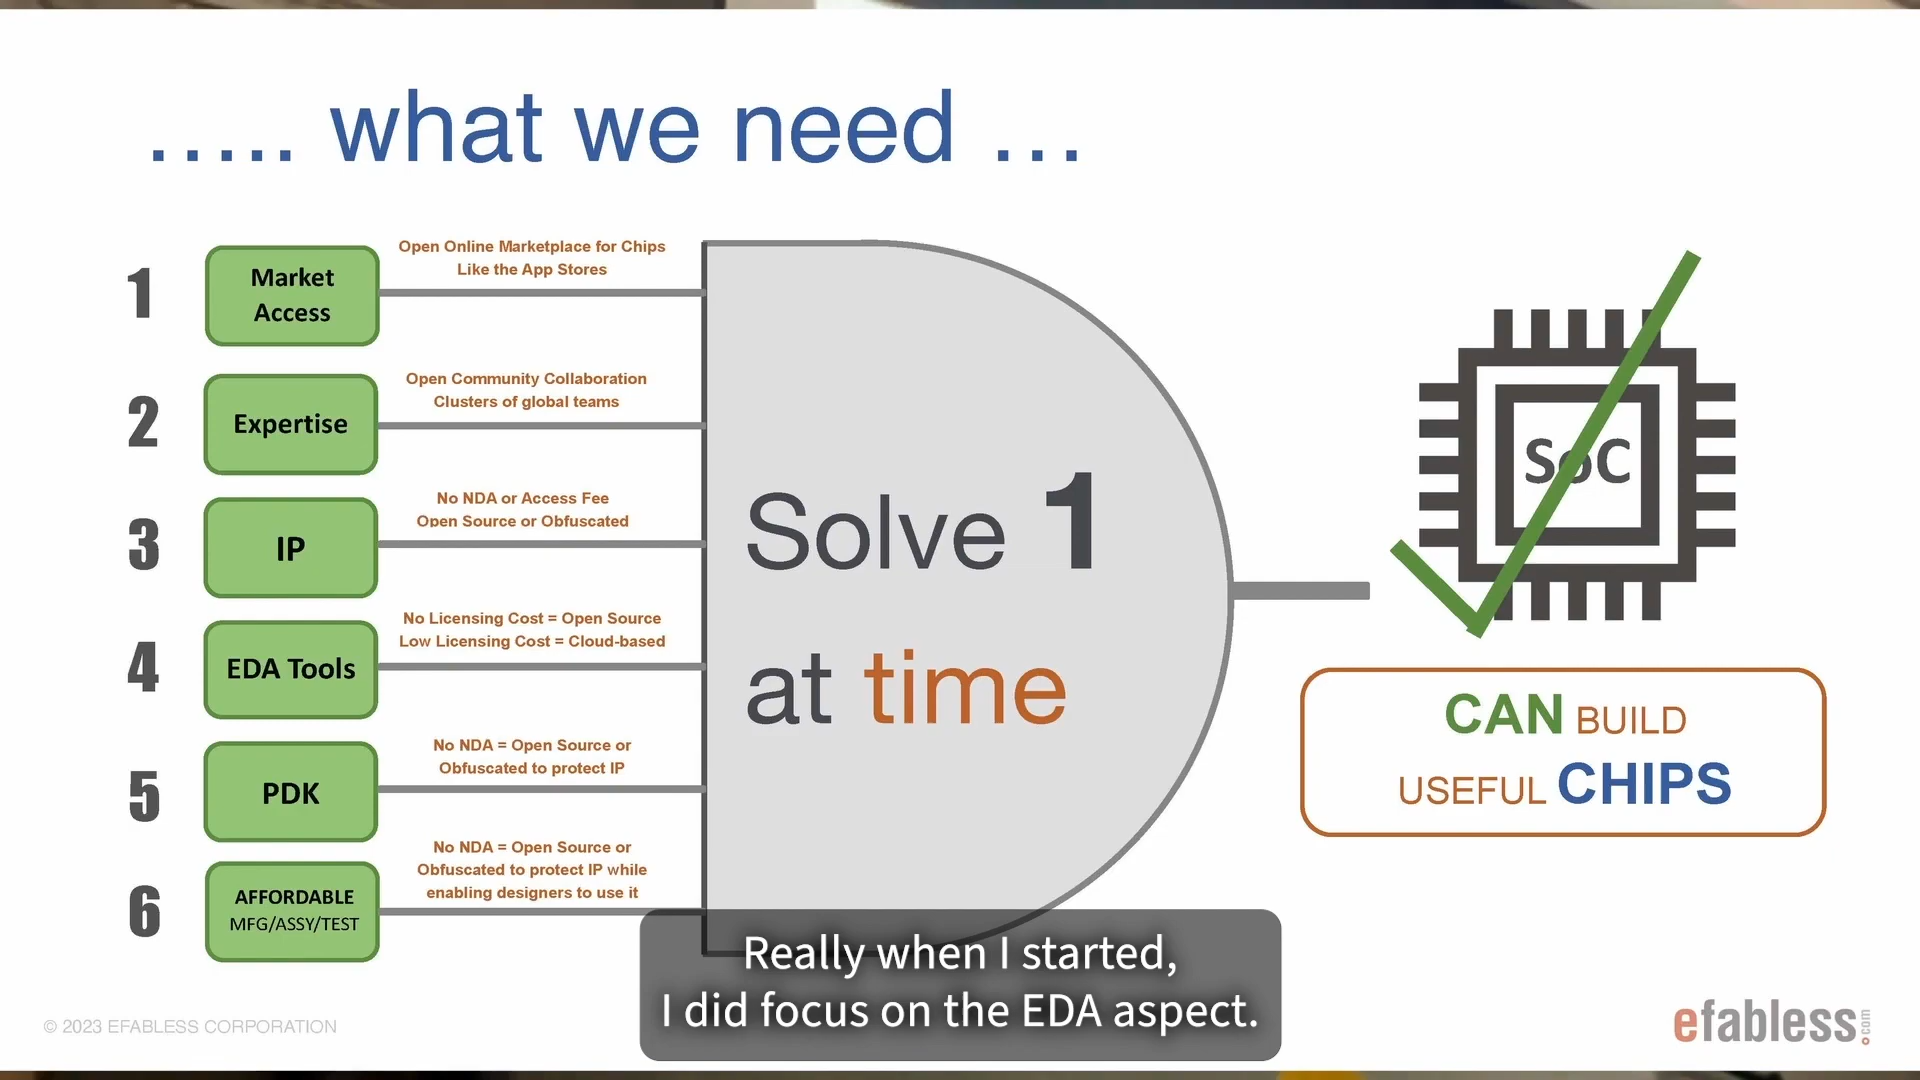 ..... what we need ...
1
Market
Access
Open Online Marketplace for Chips
Like the App Stores
2
Expertise
Open Community Collaboration
Clusters of global teams
3
IP
No NDA or Access Fee
Open Source or Obfuscated
4
EDA Tools
No Licensing Cost = Open Source
Low Licensing Cost = Cloud-based
5
PDK
No NDA = Open Source or
Obfuscated to protect IP
6
AFFORDABLE
MFG/ASSY/TEST
No NDA = Open Source or
Obfuscated to protect IP while
enabling designers to use it
Solve 1
at time
SoC
CAN BUILD
USEFUL CHIPS
Really when I started,
I did focus on the EDA aspect.
© 2023 EFABLESS CORPORATION
efabless.com